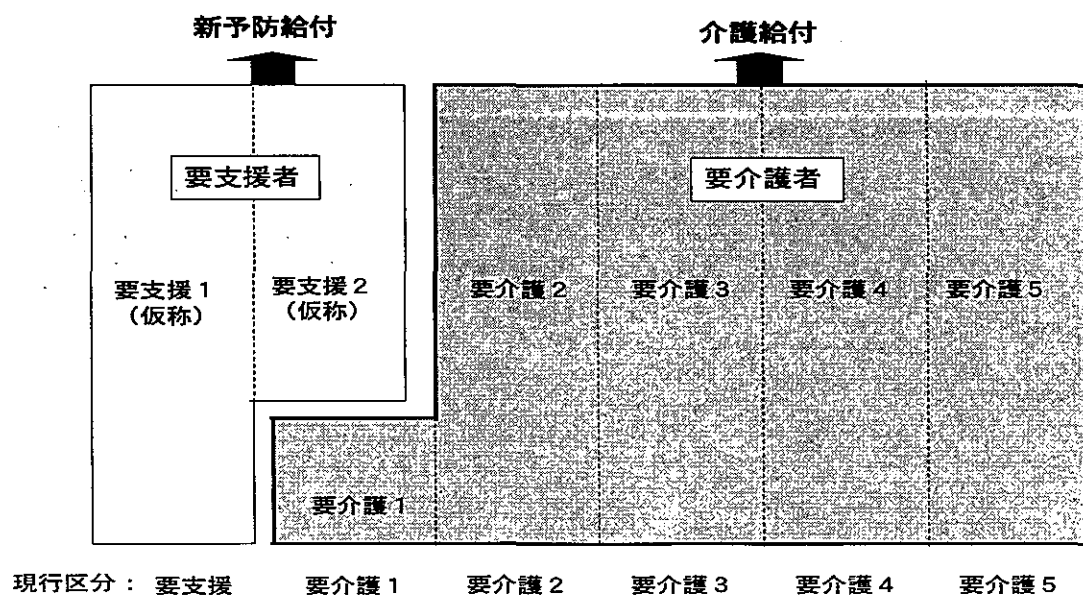 新予防給付
介護給付
要支援者
要介護者
要支援1
(仮称)
要支援2
(仮称)
要介護2
要介護3
要介護4
要介護5
要介護1
現行区分: 要支援 要介護1 要介護2 要介護3 要介護4 要介護5